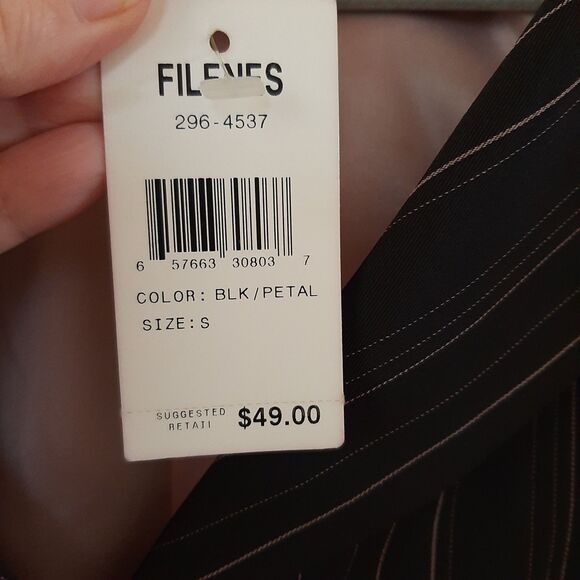 FILENES
296-4537
6 57663 30803 7
COLOR: BLK/PETAL
SIZE: S
SUGGESTED RETAIL $49.00